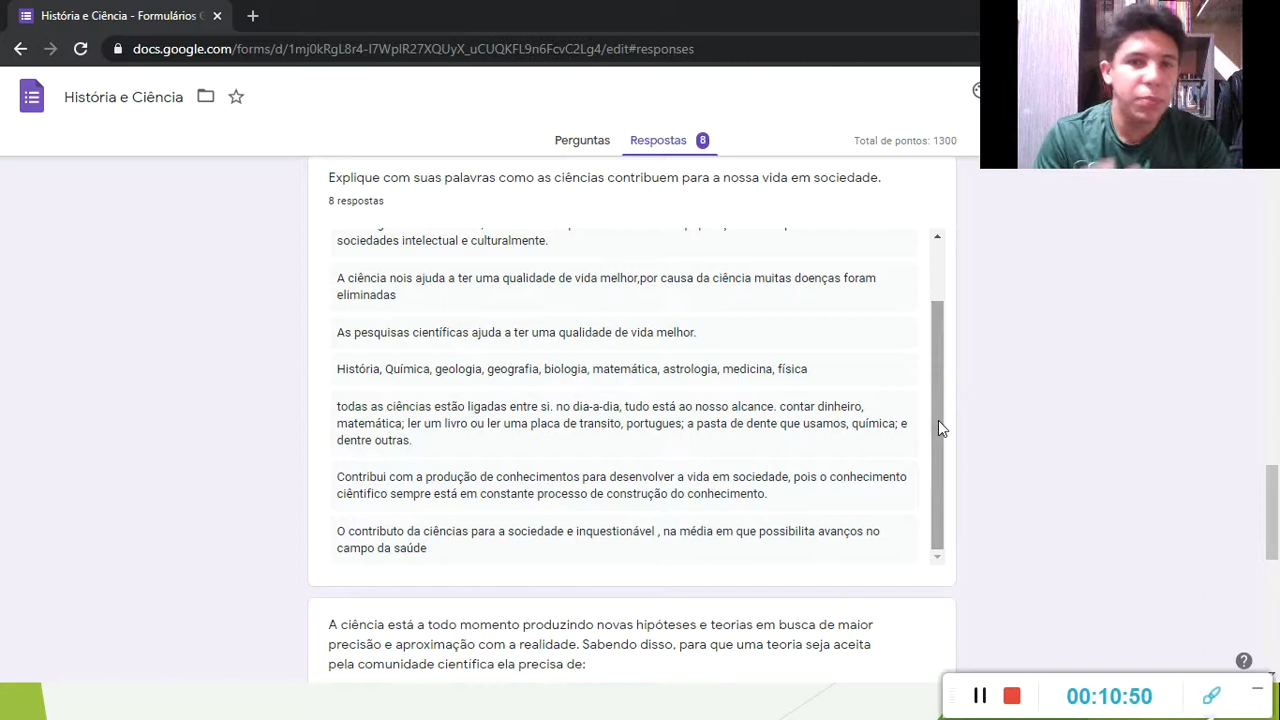 História e Ciência - Formulários
docs.google.com/forms/d/1mj0kRgL8r4-l7WplR27XQUyX_uCUQKFL9n6FcvC2Lg4/edit#responses
História e Ciência
Perguntas
Respostas 8
Total de pontos: 1300
Explique com suas palavras como as ciências contribuem para a nossa vida em sociedade.
8 respostas
sociedades intelectual e culturalmente.
A ciência nois ajuda a ter uma qualidade de vida melhor,por causa da ciência muitas doenças foram
eliminadas
As pesquisas científicas ajuda a ter uma qualidade de vida melhor.
História, Química, geologia, geografia, biologia, matemática, astrologia, medicina, física
todas as ciências estão ligadas entre si. no dia-a-dia, tudo está ao nosso alcance. contar dinheiro,
matemática; ler um livro ou ler uma placa de transito, portugues; a pasta de dente que usamos, química; e
dentre outras.
Contribui com a produção de conhecimentos para desenvolver a vida em sociedade, pois o conhecimento
ciêntifico sempre está em constante processo de construção do conhecimento.
O contributo da ciências para a sociedade e inquestionável , na média em que possibilita avanços no
campo da saúde
A ciência está a todo momento produzindo novas hipóteses e teorias em busca de maior
precisão e aproximação com a realidade. Sabendo disso, para que uma teoria seja aceita
pela comunidade científica ela precisa de:
00:10:50